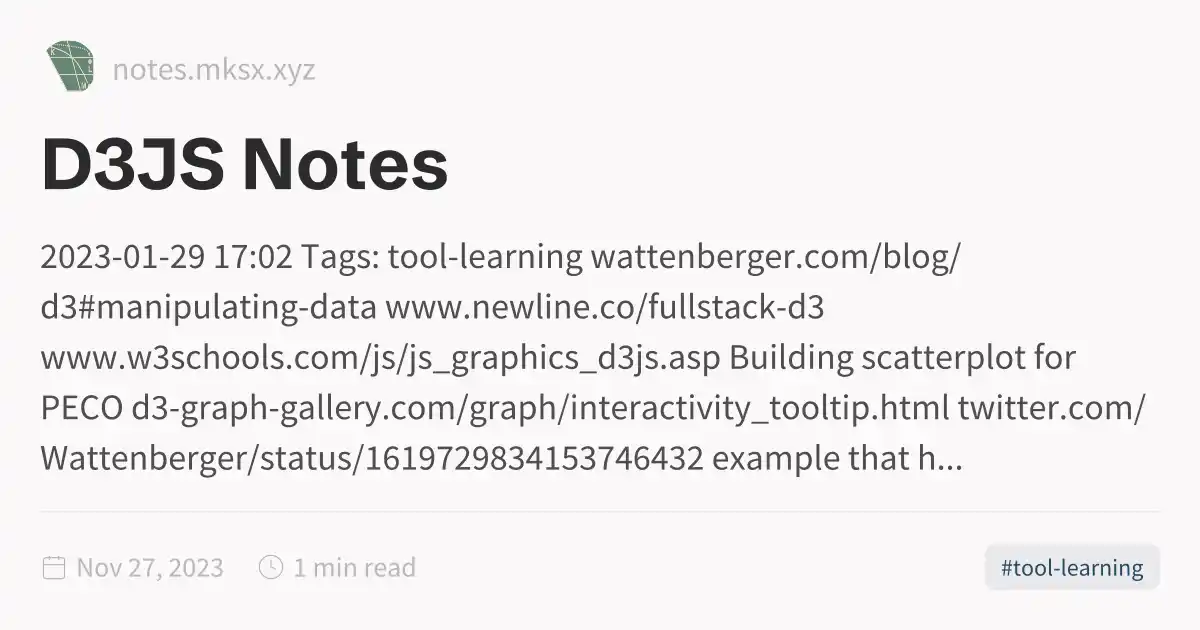 notes.mksx.xyz
D3JS Notes
2023-01-29 17:02 Tags: tool-learning wattenberger.com/blog/
d3#manipulating-data www.newline.co/fullstack-d3
www.w3schools.com/js/js_graphics_d3js.asp Building scatterplot for
PECO d3-graph-gallery.com/graph/interactivity_tooltip.html twitter.com/
Wattenberger/status/1619729834153746432 example that h...
Nov 27, 2023 1 min read
#tool-learning